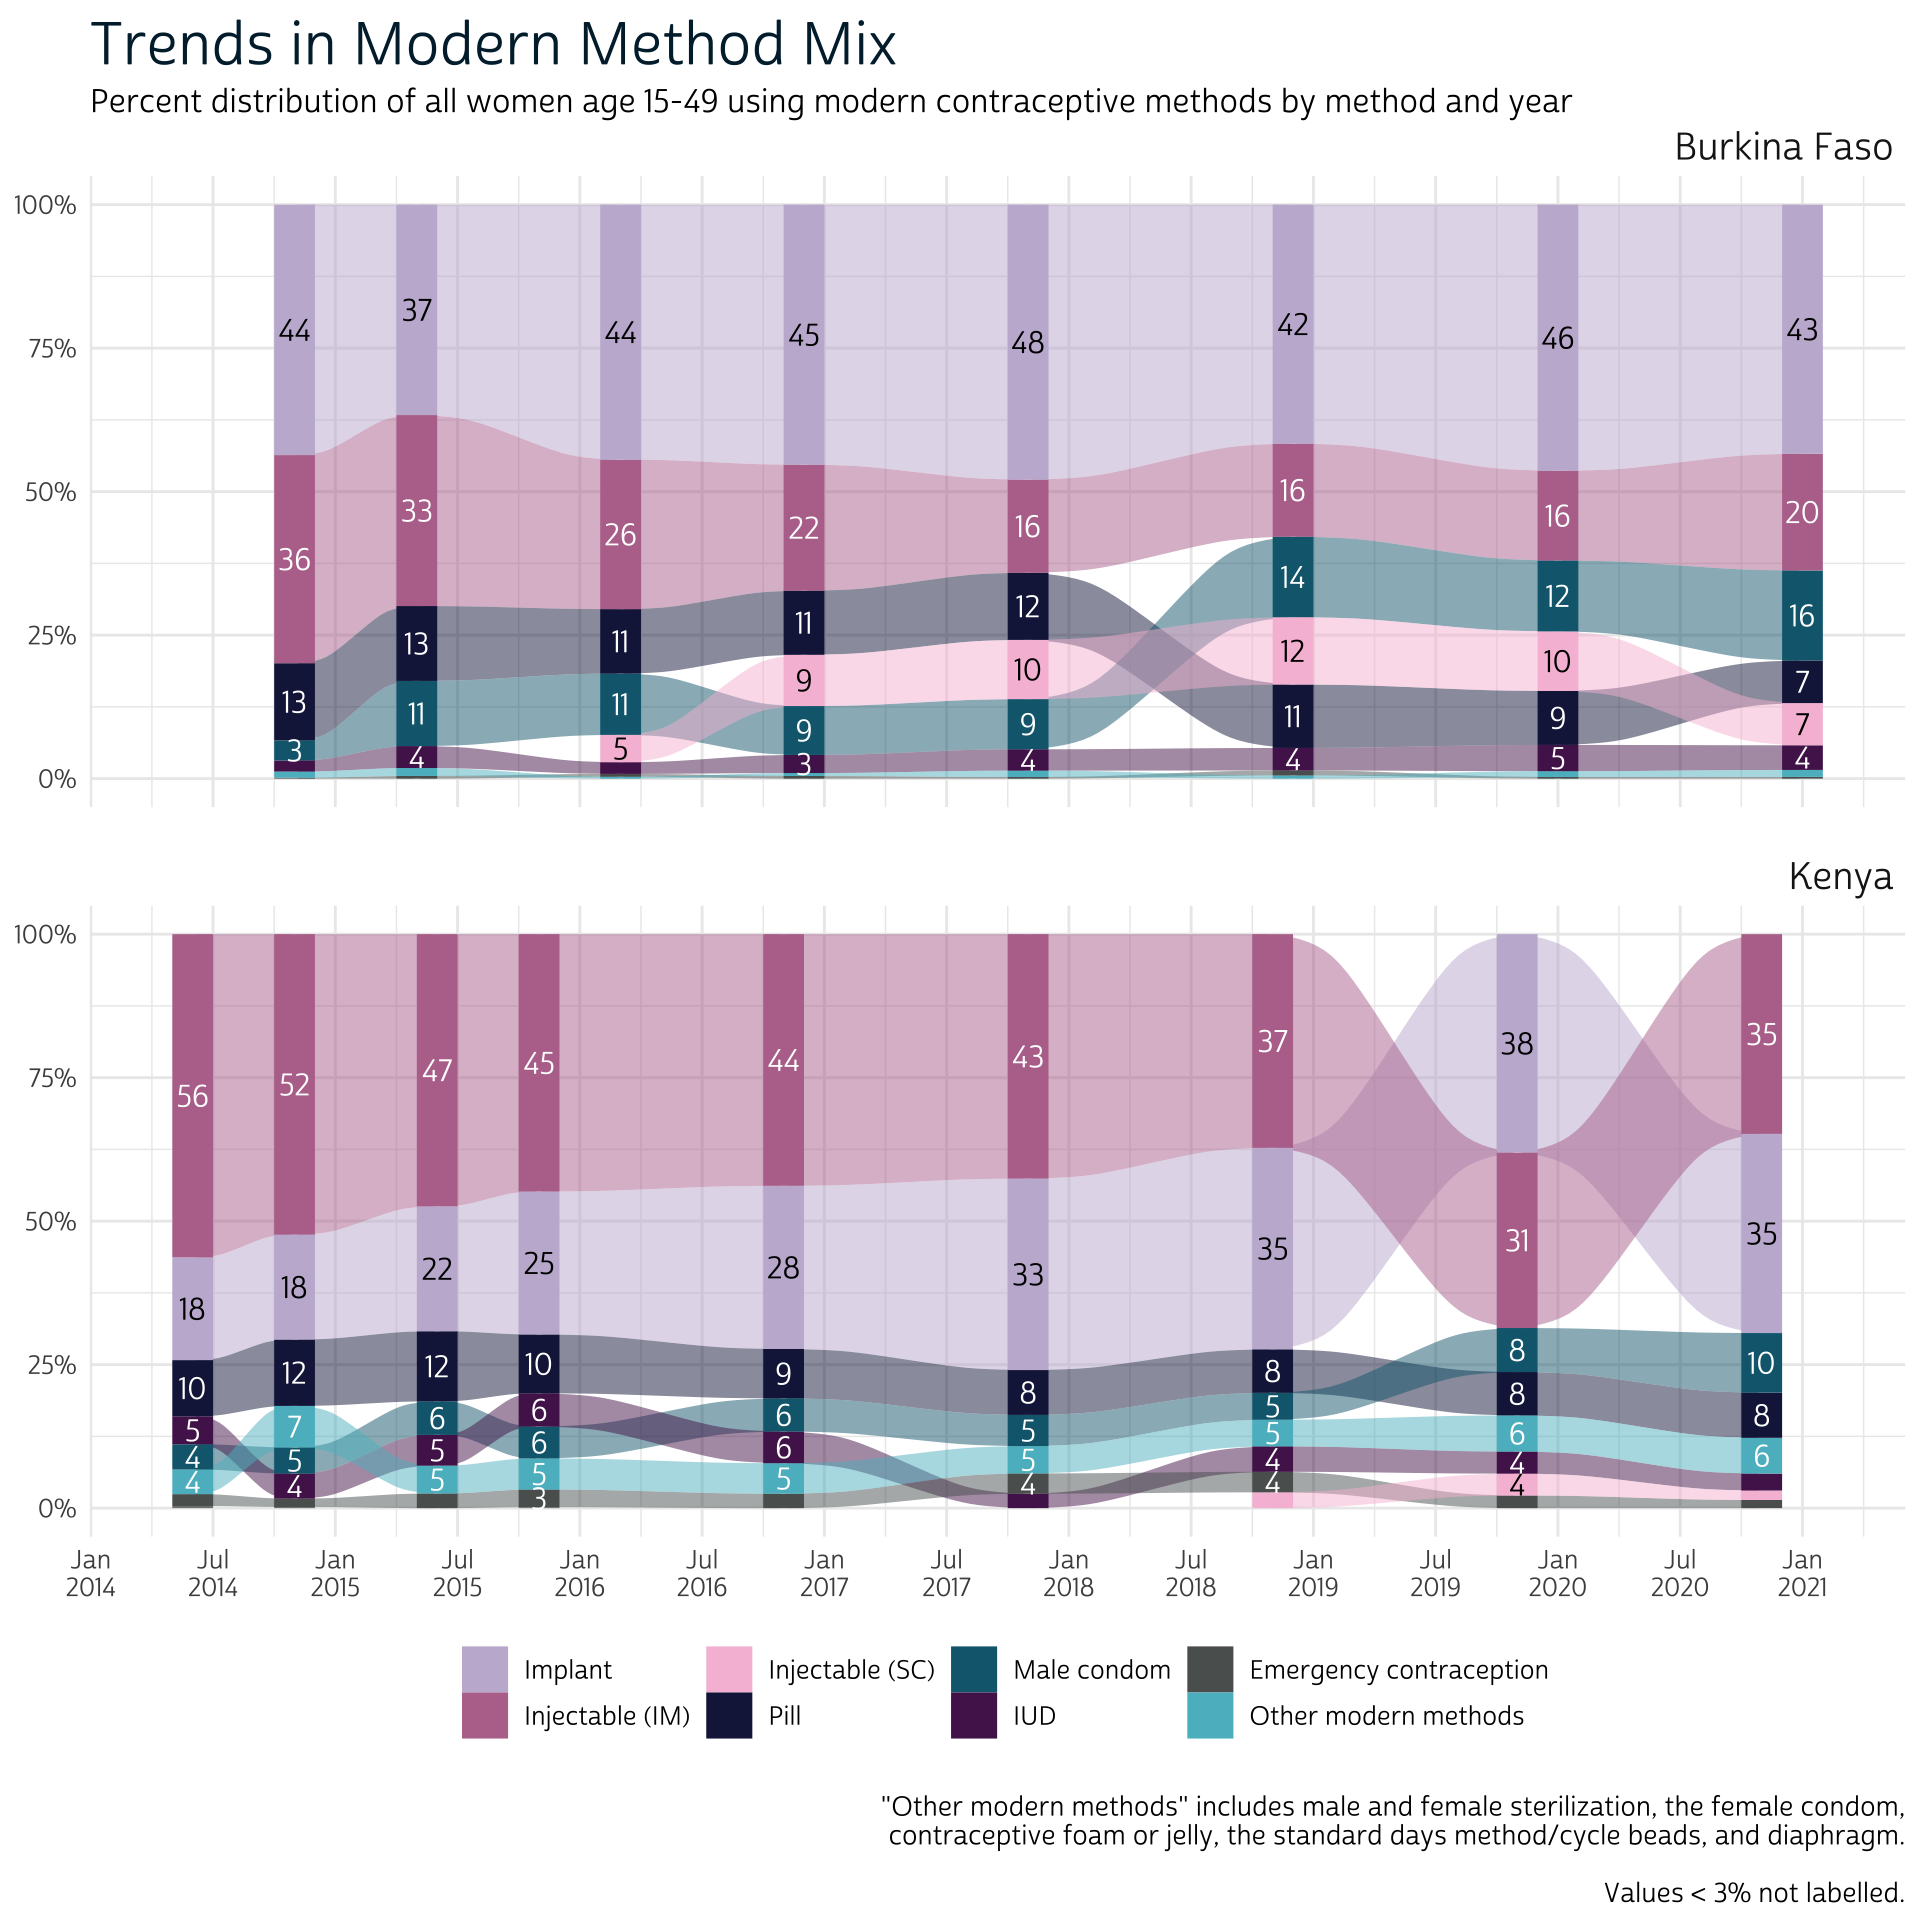 Trends in Modern Method Mix
Percent distribution of all women age 15-49 using modern contraceptive methods by method and year
Burkina Faso
100%
75%
50%
25%
0%
44 37 44 45 48 42 46 43
36 33 26 22 16 16 16 20
13 13 11 11 12 14 12 16
3 11 11 9 10 12 10 7
4 5 9 9 11 9 7
3 4 4 5 4
Kenya
100%
75%
50%
25%
0%
56 52 47 45 44 43 37 38 35
18 18 22 25 28 33 35 31 35
10 12 12 10 9 8 8 8 10
5 7 6 6 6 5 5 8 8
4 5 5 6 6 5 5 6 6
4 4 5 5 5 4 4 4
3 4 4
Jan Jul Jan Jul Jan Jul Jan Jul Jan Jul Jan Jul Jan Jul Jan
2014 2014 2015 2015 2016 2016 2017 2017 2018 2018 2019 2019 2020 2020 2021
Implant Injectable (SC) Male condom Emergency contraception
Injectable (IM) Pill IUD Other modern methods
"Other modern methods" includes male and female sterilization, the female condom,
contraceptive foam or jelly, the standard days method/cycle beads, and diaphragm.
Values < 3% not labelled.